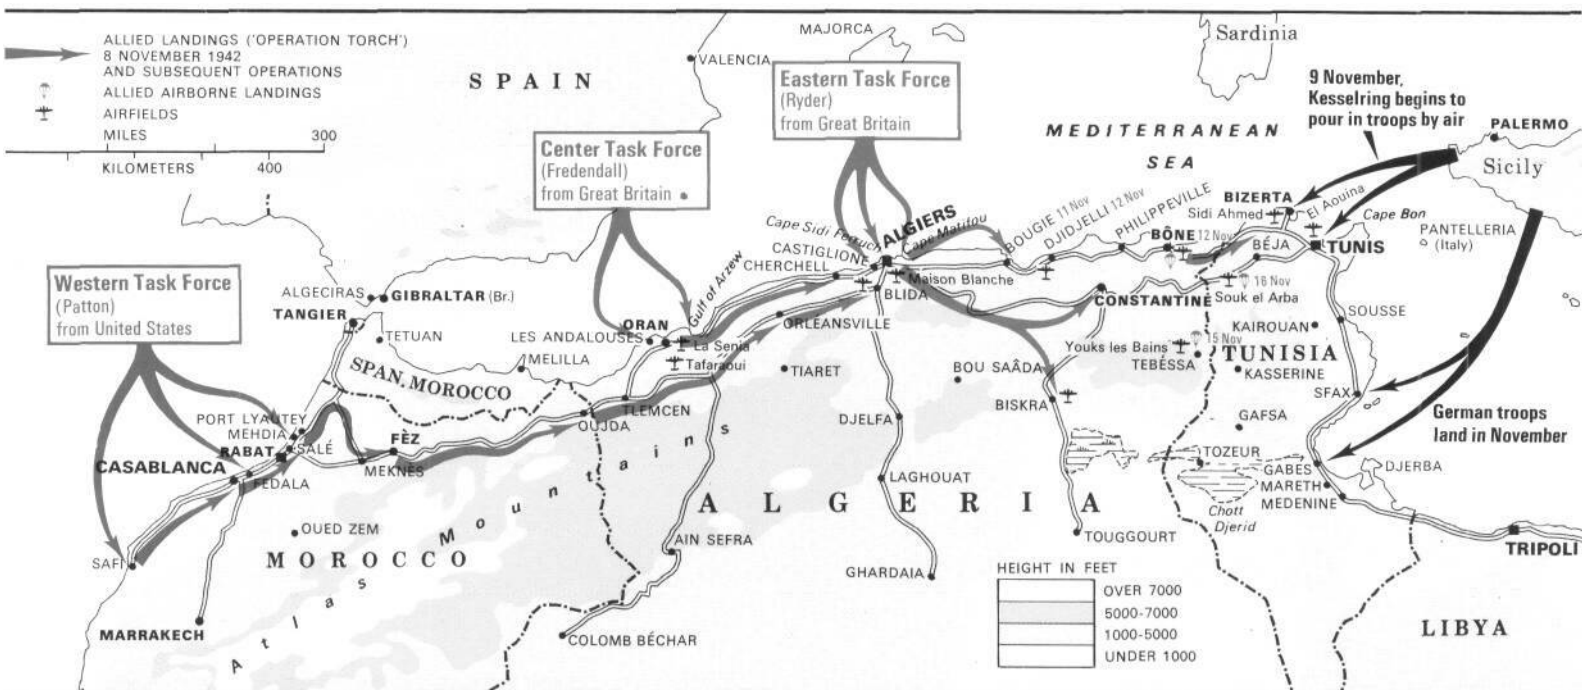 ALLIED LANDINGS ('OPERATION TORCH')
8 NOVEMBER 1942
AND SUBSEQUENT OPERATIONS
ALLIED AIRBORNE LANDINGS
AIRFIELDS
MILES
300
KILOMETERS
400
SPAIN
VALENCIA
MAJORCA
Sardinia
Eastern Task Force
(Ryder)
from Great Britain
Center Task Force
(Fredendall)
from Great Britain
Western Task Force
(Patton)
from United States
MEDITERRANEAN
SEA
9 November,
Kesselring begins to
pour in troops by air
PALERMO
Sicily
PANTELLERIA
(Italy)
Cape Bon
BIZERTA
Sidi Ahmed
El Aouina
TUNIS
BÉJA
BÔNE 12 Nov
PHILIPPEVILLE
DJIDJELLI 12 Nov
BOUGIE 11 Nov
Cape Matifou
ALGIERS
Cape Sidi Ferruch
CASTIGLIONE
CHERCHELL
Maison Blanche
BLIDA
CONSTANTINE
16 Nov
Souk el Arba
SOUSSE
KAIROUAN
15 Nov
Youks les Bains
TEBÉSSA
TUNISIA
KASSERINE
SFAX
GAFSA
German troops
land in November
TOZEUR
GABES
MARETH
MEDENINE
DJERBA
Chott
Djerid
TRIPOLI
LIBYA
ALGECIRAS
GIBRALTAR (Br.)
TANGIER
TETUAN
SPAN. MOROCCO
MELILLA
LES ANDALOUSES
ORAN
Gulf of Arzew
La Senia
Tafaraoui
ORLEANSVILLE
TIARET
BOU SAÂDA
BISKRA
DJELFA
TLEMCEN
OUJDA
PORT LYAUTEY
MEHDIA
RABAT
SALÉ
FÈZ
MEKNES
CASABLANCA
FEDALA
OUED ZEM
SAFI
MOROCCO
MARRAKECH
Atlas Mountains
ALGERIA
LAGHOUAT
AIN SEFRA
GHARDAIA
TOUGGOURT
COLOMB BÉCHAR
HEIGHT IN FEET
OVER 7000
5000-7000
1000-5000
UNDER 1000